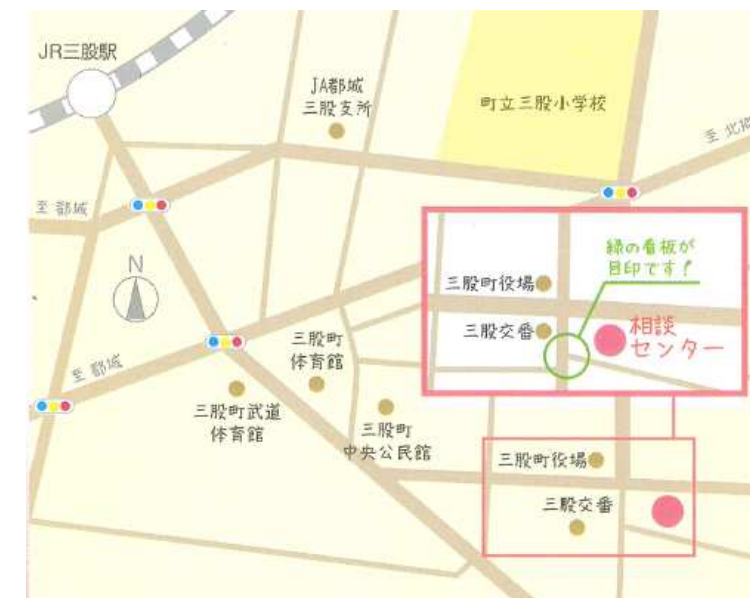 JR三股駅
JA都城
三股支所
町立三股小学校
至 都城
N
緑の看板が
目印です!
三股町役場
三股交番
相談
センター
三股町
体育館
至 都城
三股町武道
体育館
三股町
中央公民館
三股町役場
三股交番